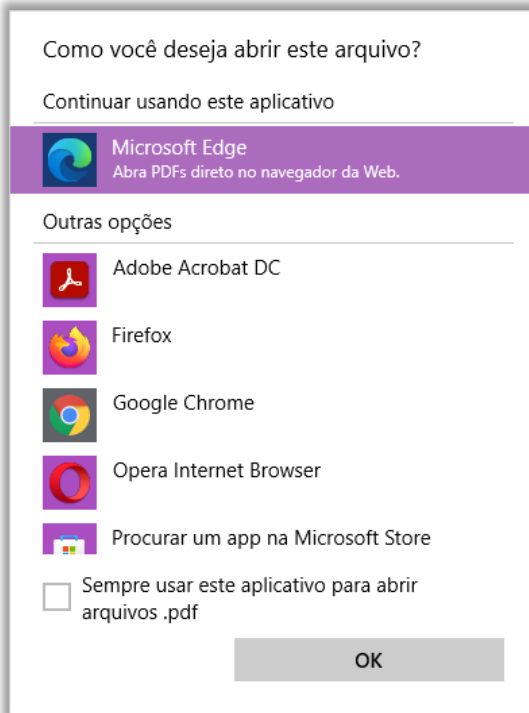 Como você deseja abrir este arquivo?
Continuar usando este aplicativo
Microsoft Edge
Abra PDFs direto no navegador da Web.
Outras opções
Adobe Acrobat DC
Firefox
Google Chrome
Opera Internet Browser
Procurar um app na Microsoft Store
Sempre usar este aplicativo para abrir
arquivos .pdf
OK